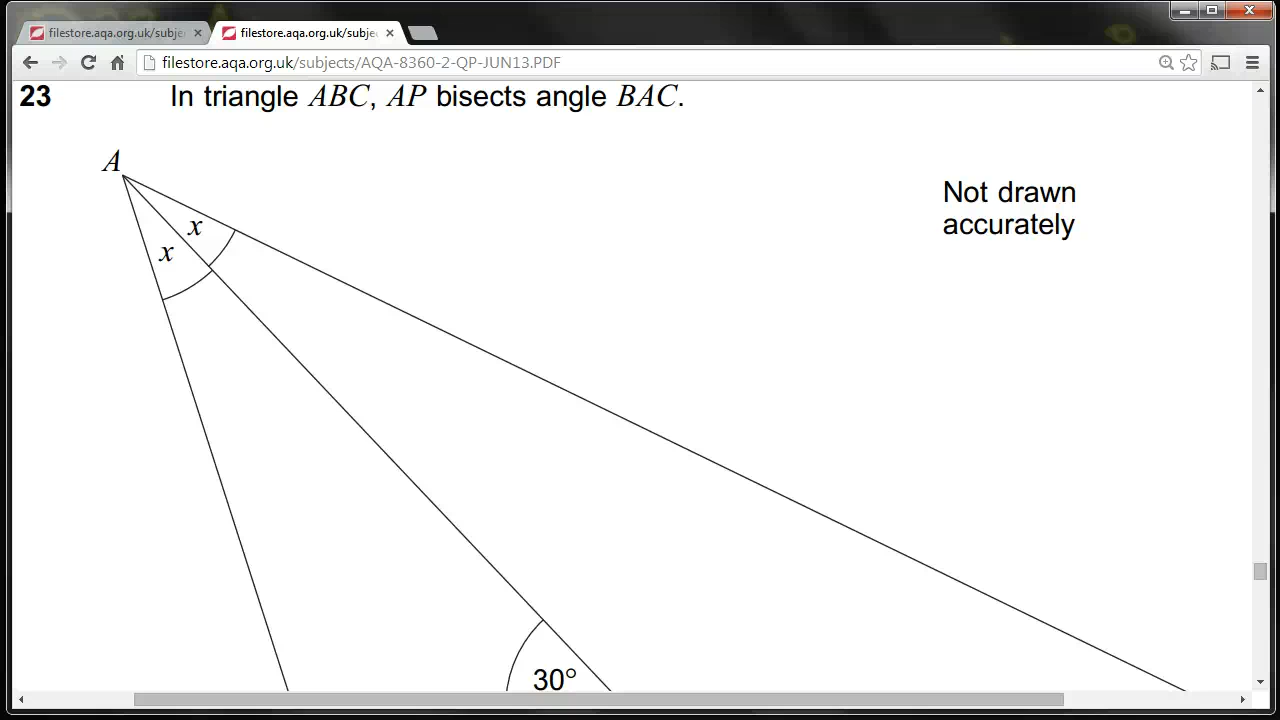 filestore.aqa.org.uk/subje
filestore.aqa.org.uk/subje
filestore.aqa.org.uk/subjects/AQA-8360-2-QP-JUN13.PDF
23 In triangle ABC, AP bisects angle BAC.
A
Not drawn
accurately
x
x
30°